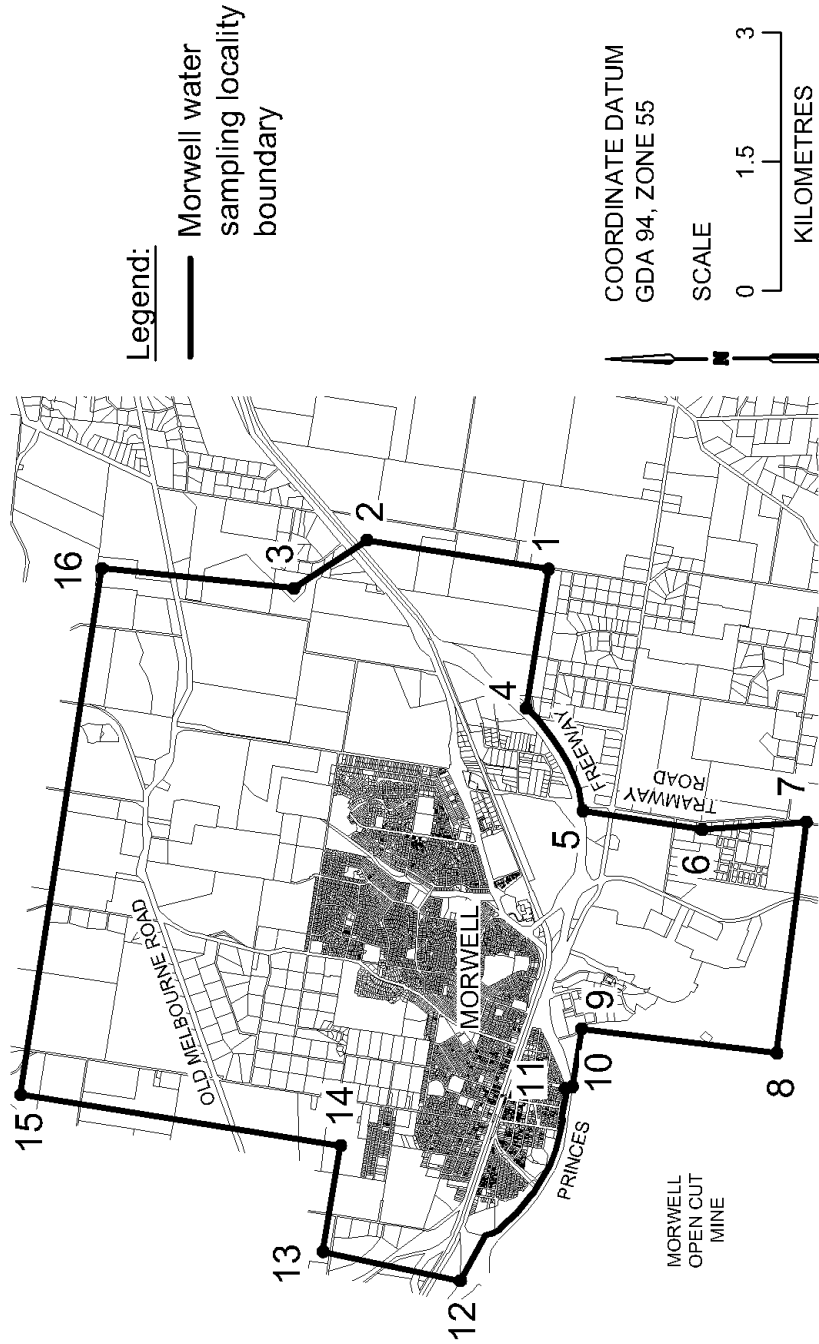 Legend:
Morwell water
sampling locality
boundary
COORDINATE DATUM
GDA 94, ZONE 55
SCALE
0 1.5 3
KILOMETRES
N
15
16
OLD MELBOURNE ROAD
3
2
13
14
12
MORWELL
11
10
9
PRINCES
4
1
5
FREEWAY
TRAMWAY
ROAD
6
7
8
MORWELL
OPEN CUT
MINE